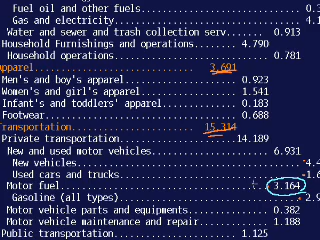 Fuel oil and other fuels........................
Gas and electricity.............................
Water and sewer and trash collection serv....... 0.913
Household Furnishings and operations....... 4.790
Household operations......................... 0.781
Apparel............................ 3.691
Men's and boy's apparel............... 0.923
Women's and girl's apparel............ 1.541
Infant's and toddlers' apparel........ 0.183
Footwear.............................. 0.688
Transportation...................... 15.314
Private transportation................ 14.189
New and used motor vehicles................. 6.931
New vehicles..............................
Used cars and trucks......................
Motor fuel................................. 3.164
Gasoline (all types)......................
Motor vehicle parts and equipments.......... 0.382
Motor vehicle maintenance and repair........ 1.188
Public transportation.................. 1.125